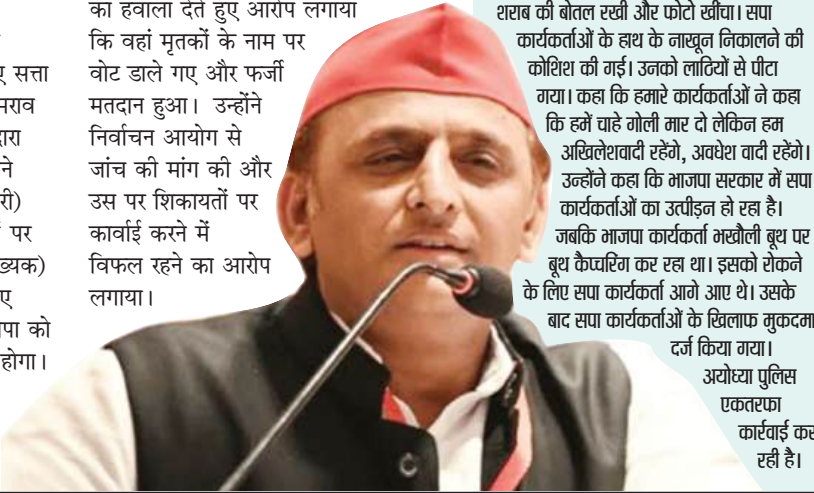 ए सत्ता
पर
ए
पा को
होगा।
का हवाला देते हुए आरोप लगाया
कि वहां मृतकों के नाम पर
वोट डाले गए और फर्जी
मतदान हुआ। उन्होंने
निर्वाचन आयोग से
जांच की मांग की और
उस पर शिकायतों पर
कार्वाई करने में
विफल रहने का आरोप
लगाया।
शराब की बोतल रखी और फोटो खींचा। सपा
कार्यकर्ताओं के हाथ के नाखून निकालने की
कोशिश की गई। उनको लाठियों से पीटा
गया। कहा कि हमारे कार्यकर्ताओं ने कहा
कि हमें चाहे गोली मार दो लेकिन हम
अखिलेशवादी रहेंगे, अवधेश वादी रहेंगे।
उन्होंने कहा कि भाजपा सरकार में सपा
कार्यकर्ताओं का उत्पीड़न हो रहा है।
जबकि भाजपा कार्यकर्ता भखौली बूथ पर
बूथ कैप्चरिंग कर रहा था। इसको रोकने
के लिए सपा कार्यकर्ता आगे आए थे। उसके
बाद सपा कार्यकर्ताओं के खिलाफ मुकदमा
दर्ज किया गया।
अयोध्या पुलिस
एकतरफा
कार्रवाई कर
रही है।